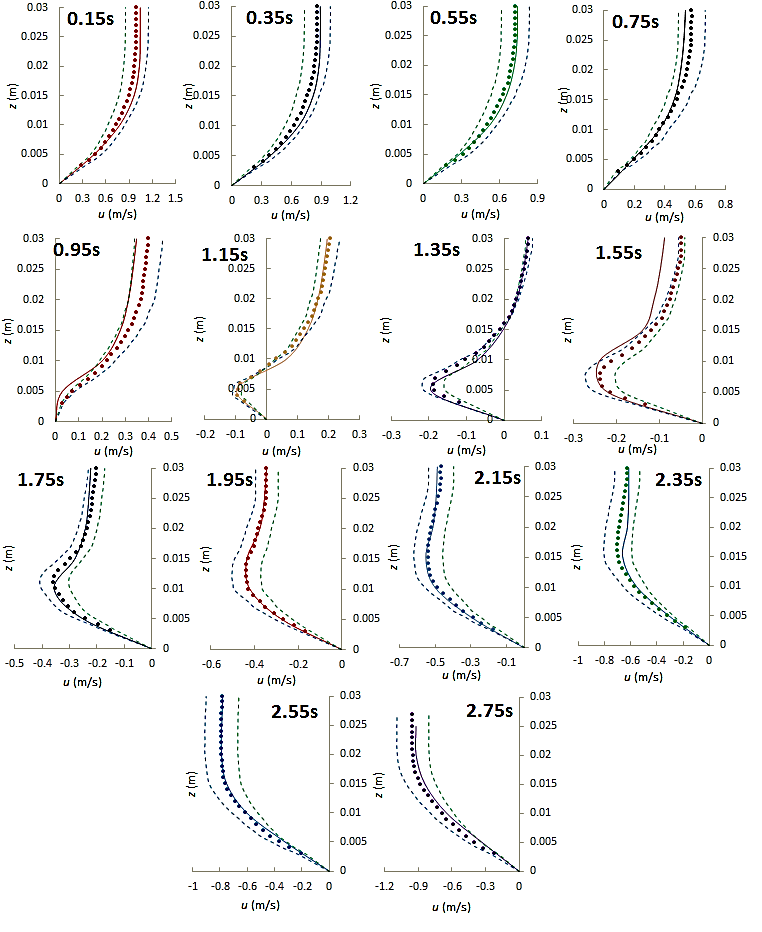 0.15s
0.03
0.025
0.02
0.015
0.01
0.005
0
z (m)
0 0.3 0.6 0.9 1.2 1.5
u (m/s)
0.35s
0.03
0.025
0.02
0.015
0.01
0.005
0
z (m)
0 0.3 0.6 0.9 1.2
u (m/s)
0.55s
0.03
0.025
0.02
0.015
0.01
0.005
0
z (m)
0 0.3 0.6 0.9
u (m/s)
0.75s
0.03
0.025
0.02
0.015
0.01
0.005
0
z (m)
0 0.2 0.4 0.6 0.8
u (m/s)
0.95s
0.03
0.025
0.02
0.015
0.01
0.005
0
z (m)
0 0.1 0.2 0.3 0.4 0.5
u (m/s)
1.15s
0.03
0.025
0.02
0.015
0.01
0.005
0
z (m)
-0.2 -0.1 0 0.1 0.2 0.3
u (m/s)
1.35s
0.03
0.025
0.02
0.015
0.01
0.005
0
z (m)
-0.3 -0.2 -0.1 0 0.1
u (m/s)
1.55s
0.03
0.025
0.02
0.015
0.01
0.005
0
z (m)
-0.3 -0.2 -0.1 0
u (m/s)
1.75s
0.03
0.025
0.02
0.015
0.01
0.005
0
z (m)
-0.5 -0.4 -0.3 -0.2 -0.1 0
u (m/s)
1.95s
0.03
0.025
0.02
0.015
0.01
0.005
0
z (m)
-0.6 -0.4 -0.2 0
u (m/s)
2.15s
0.03
0.025
0.02
0.015
0.01
0.005
0
z (m)
-0.7 -0.5 -0.3 -0.1
u (m/s)
2.35s
0.03
0.025
0.02
0.015
0.01
0.005
0
z (m)
-1 -0.8 -0.6 -0.4 -0.2 0
u (m/s)
2.55s
0.03
0.025
0.02
0.015
0.01
0.005
0
z (m)
-1 -0.8 -0.6 -0.4 -0.2 0
u (m/s)
2.75s
0.03
0.025
0.02
0.015
0.01
0.005
0
z (m)
-1.2 -0.9 -0.6 -0.3 0
u (m/s)